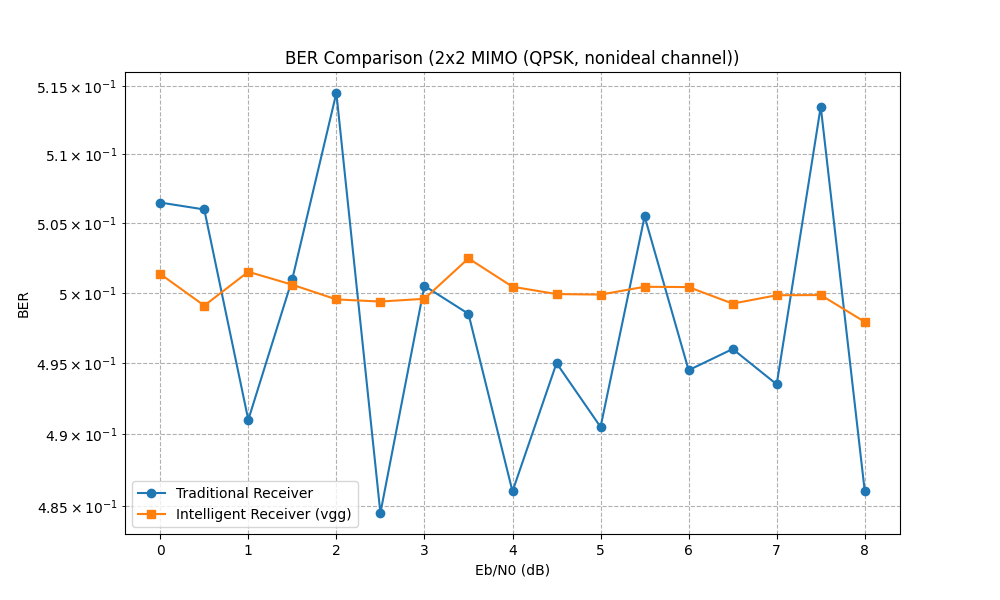 BER Comparison (2x2 MIMO (QPSK, nonideal channel))
BER
5.15 × 10⁻¹
5.1 × 10⁻¹
5.05 × 10⁻¹
5 × 10⁻¹
4.95 × 10⁻¹
4.9 × 10⁻¹
4.85 × 10⁻¹
Traditional Receiver
Intelligent Receiver (vgg)
0 1 2 3 4 5 6 7 8
Eb/N0 (dB)